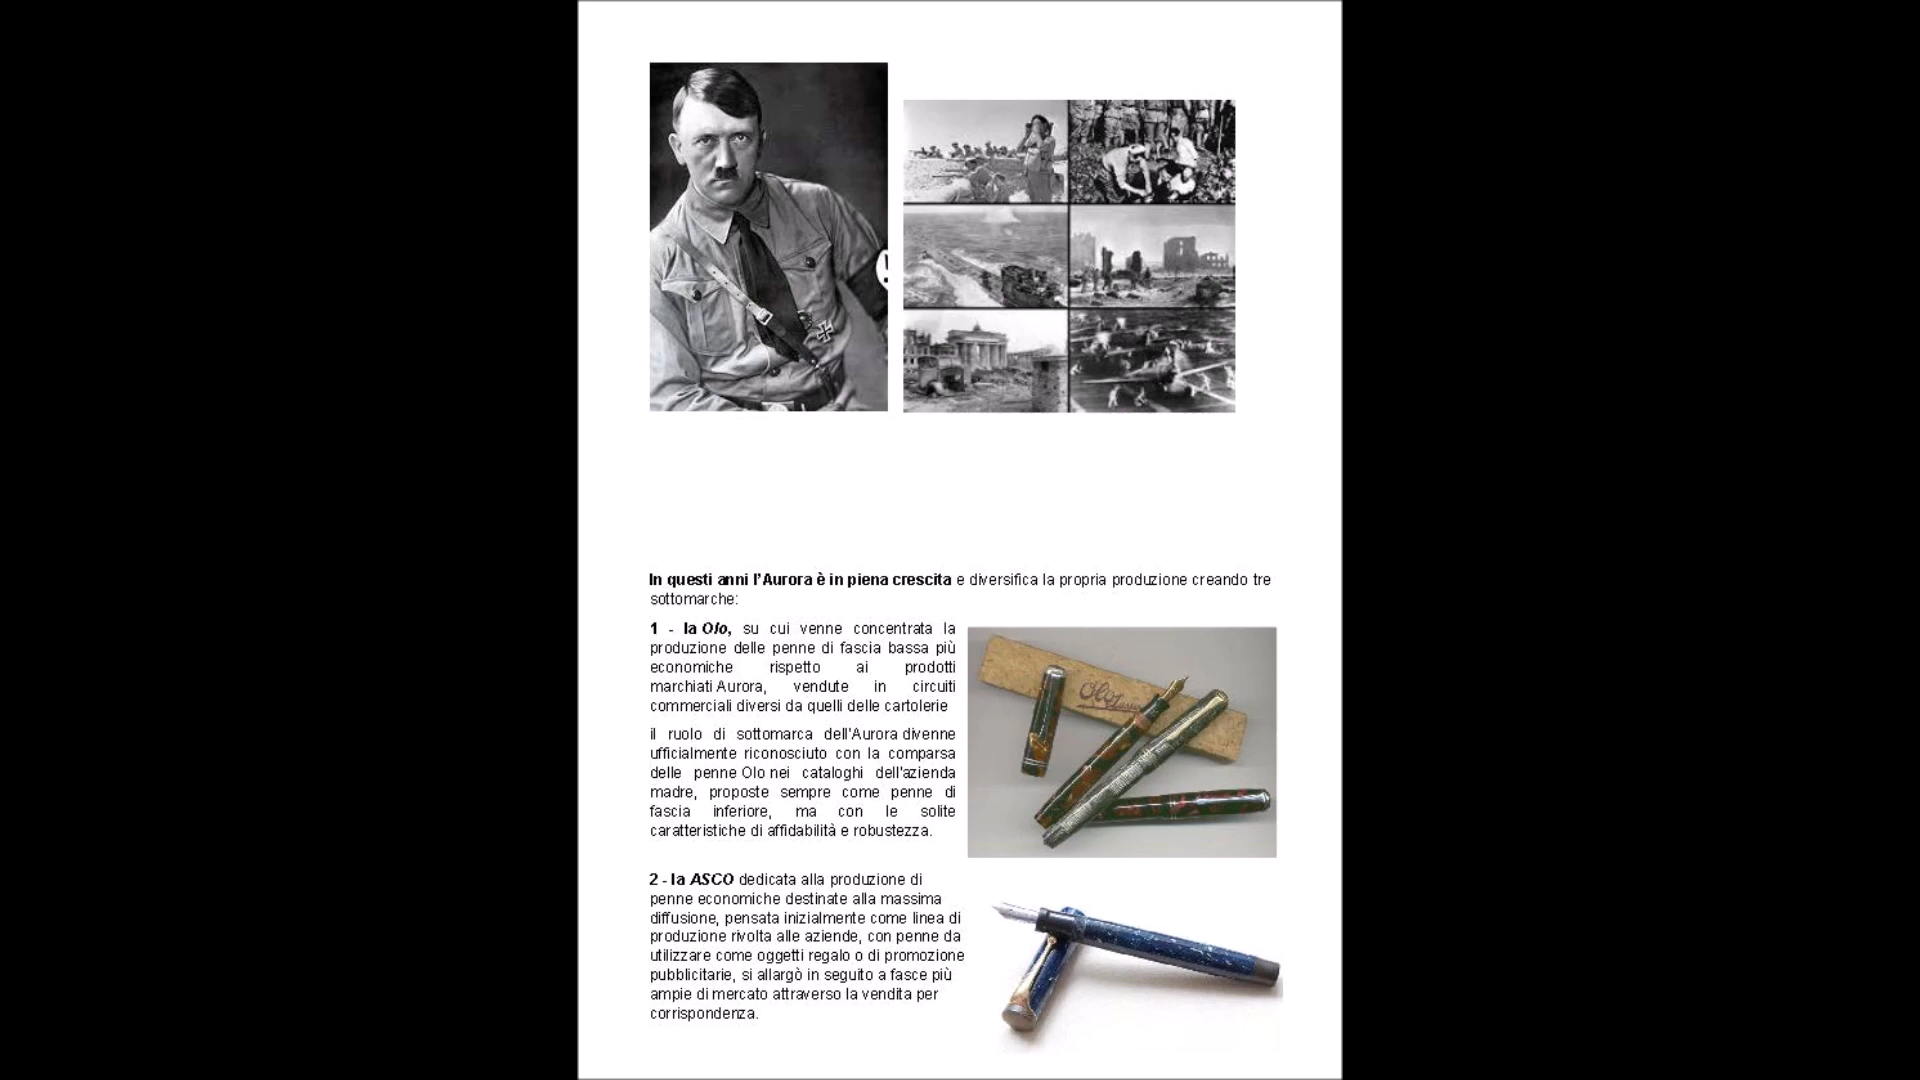 In questi anni l'Aurora è in piena crescita e diversifica la propria produzione creando tre
sottomarche:
1 - la Olo, su cui venne concentrata la
produzione delle penne di fascia bassa più
economiche rispetto ai prodotti
marchiati Aurora, vendute in circuiti
commerciali diversi da quelli delle cartolerie
il ruolo di sottomarca dell'Aurora divenne
ufficialmente riconosciuto con la comparsa
delle penne Olo nei cataloghi dell'azienda
madre, proposte sempre come penne di
fascia inferiore, ma con le solite
caratteristiche di affidabilità e robustezza.
Olo
2 - la ASCO dedicata alla produzione di
penne economiche destinate alla massima
diffusione, pensata inizialmente come linea di
produzione rivolta alle aziende, con penne da
utilizzare come oggetti regalo o di promozione
pubblicitarie, si allargò in seguito a fasce più
ampie di mercato attraverso la vendita per
corrispondenza.